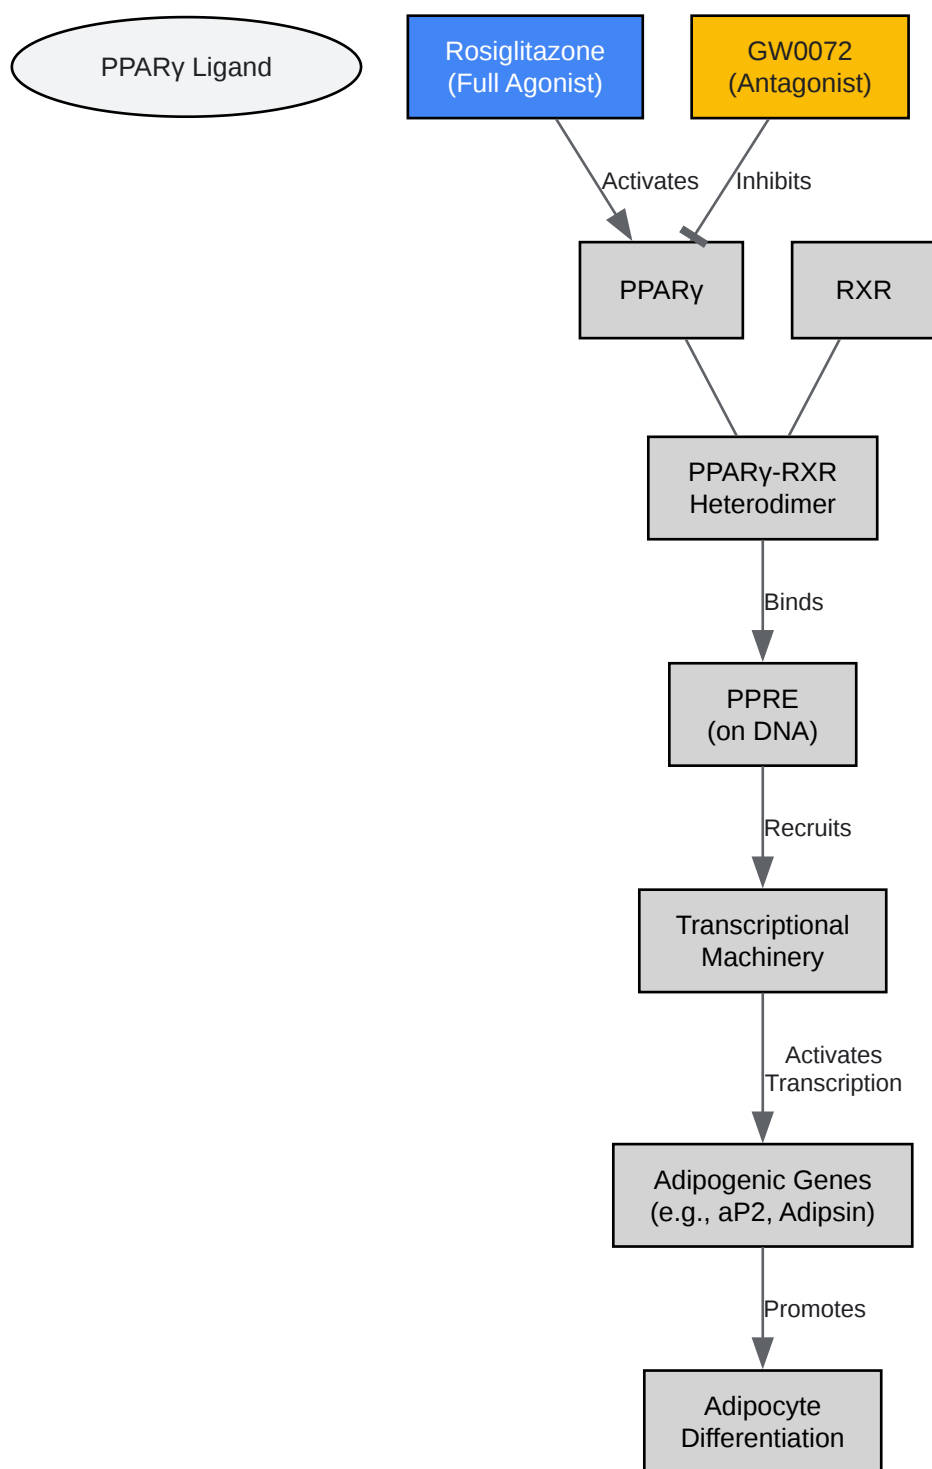 PPARγ Ligand
Rosiglitazone
(Full Agonist)
GW0072
(Antagonist)
Activates
Inhibits
PPARγ
RXR
PPARγ-RXR
Heterodimer
Binds
PPRE
(on DNA)
Recruits
Transcriptional
Machinery
Activates
Transcription
Adipogenic Genes
(e.g., aP2, Adipsin)
Promotes
Adipocyte
Differentiation